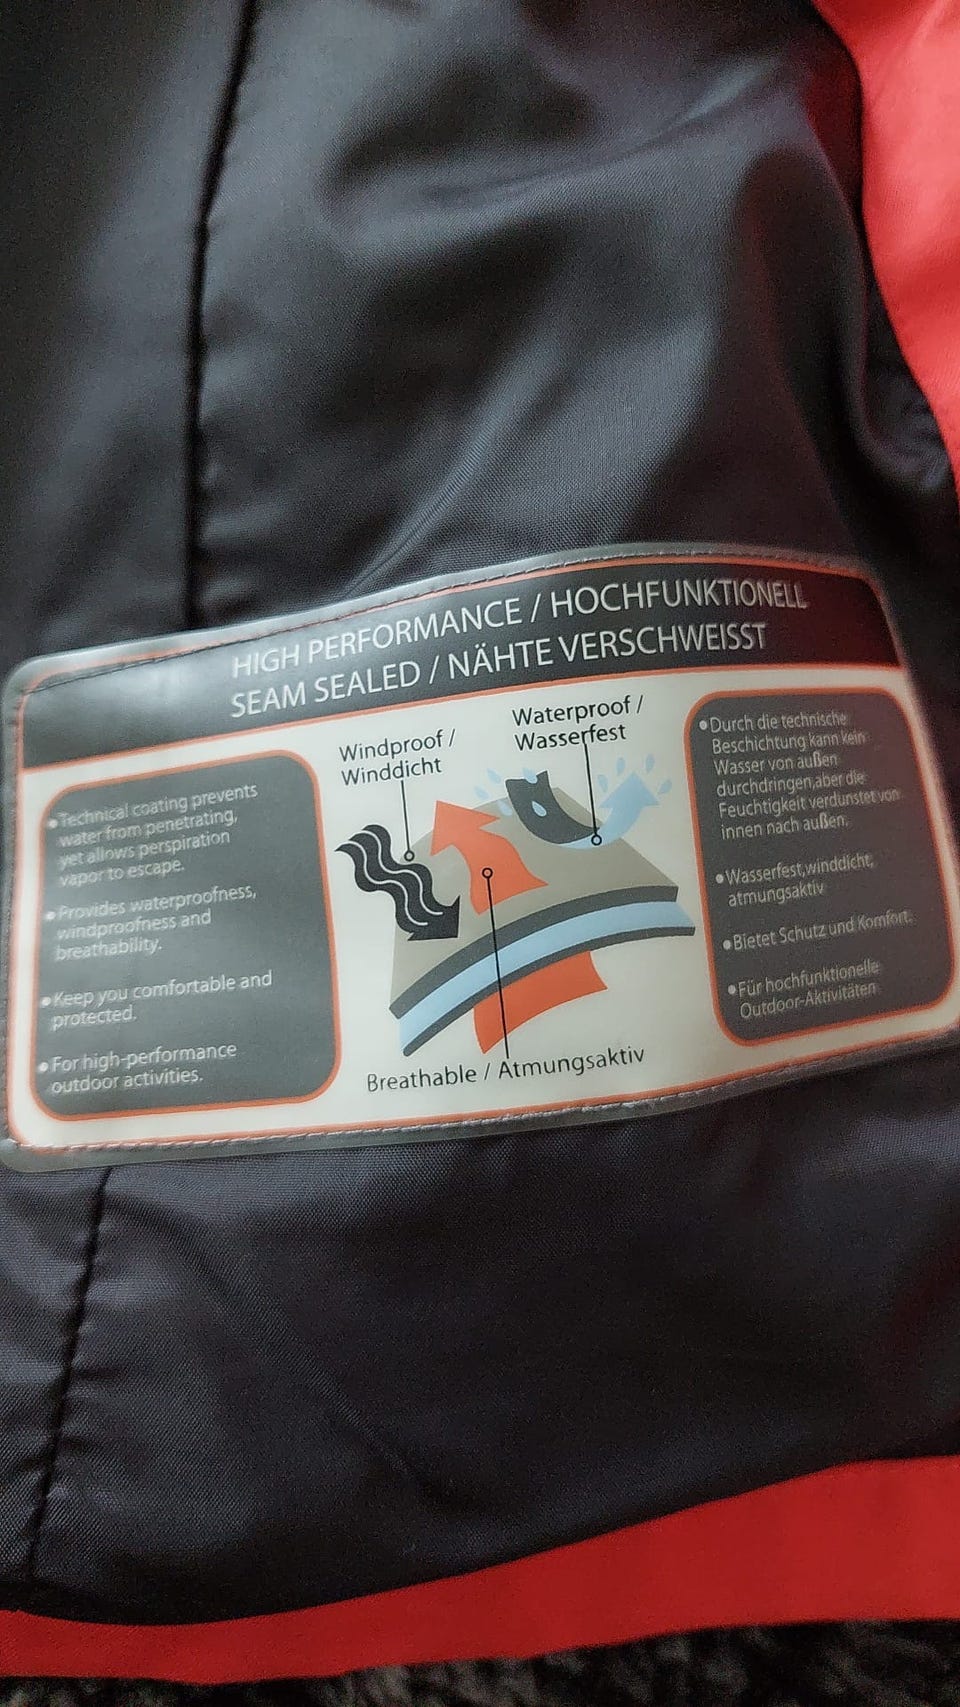 HIGH PERFORMANCE / HOCHFUNKTIONELL
SEAM SEALED / NÄHTE VERSCHWEISST
• Technical coating prevents
water from penetrating,
yet allows perspiration
vapor to escape.
• Provides waterproofness,
windproofness and
breathability.
• Keep you comfortable and
protected.
• For high-performance
outdoor activities.
Windproof /
Winddicht
Waterproof /
Wasserfest
Breathable / Atmungsaktiv
• Durch die technische
Beschichtung kann kein
Wasser von außen
durchdringen,aber die
Feuchtigkeit verdunstet von
innen nach außen.
• Wasserfest,winddicht,
atmungsaktiv
• Bietet Schutz und Komfort.
• Für hochfunktionelle
Outdoor-Aktivitäten